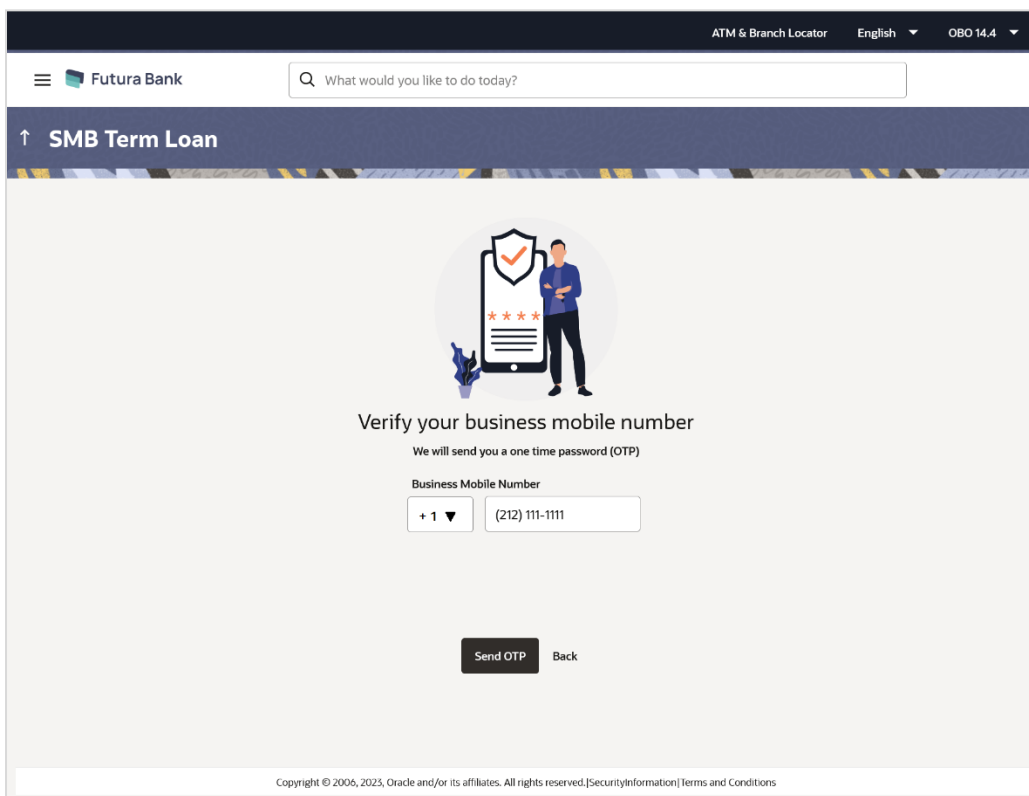 ATM & Branch Locator English OBO 14.4
Futura Bank What would you like to do today?
SMB Term Loan
* * * *
Verify your business mobile number
We will send you a one time password (OTP)
Business Mobile Number
+ 1 (212) 111-1111
Send OTP Back
Copyright © 2006, 2023, Oracle and/or its affiliates. All rights reserved.|SecurityInformation|Terms and Conditions